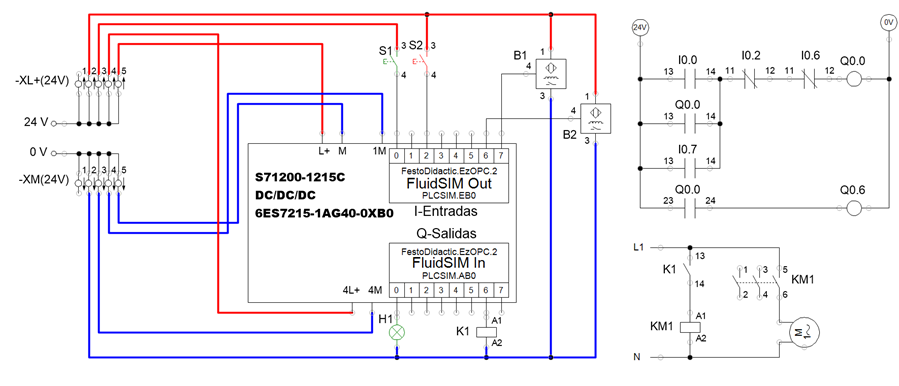 24V
0V
S1
3
4
S2
3
4
B1
1
4
3
B2
1
4
3
1 2 3 4 5
-XL+(24V)
24 V
0 V
1 2 3 4 5
-XM(24V)
L+ M 1M
0 1 2 3 4 5 6 7
S71200-1215C
DC/DC/DC
6ES7215-1AG40-0XB0
FestoDidactic.EzOPC.2
FluidSIM Out
PLCSIM.EB0
I-Entradas
Q-Salidas
FestoDidactic.EzOPC.2
FluidSIM In
PLCSIM.AB0
4L+ 4M
0 1 2 3 4 5 6 7
H1
K1
A1
A2
I0.0 I0.2 I0.6 Q0.0
13 14 11 12 11 12
Q0.0
13 14
I0.7
13 14
Q0.0
23 24
Q0.6
L1
13
K1
14
1 3 5
KM1
2 4 6
KM1
A1
A2
M
1~
N